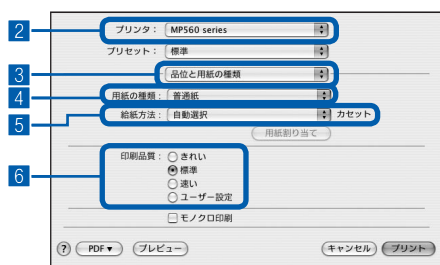 2 プリンタ： MP560 series
プリセット： 標準
3 品位と用紙の種類
4 用紙の種類： 普通紙
5 給紙方法： 自動選択 カセット
用紙割り当て
6 印刷品質： きれい
標準
速い
ユーザー設定
モノクロ印刷
? PDF▼ プレビュー キャンセル プリント